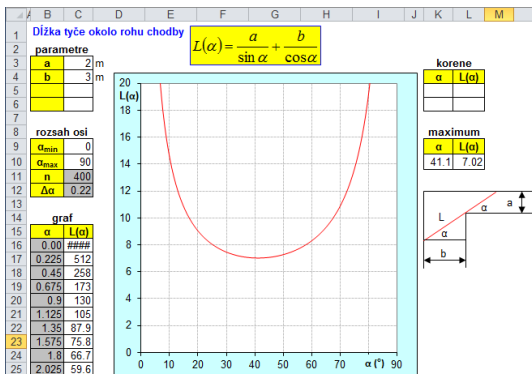 A B C D E F G H I J K L M
1 Dĺžka tyče okolo rohu chodby L(α) = a / sin α + b / cos α
2 parametre
3 a 2 m korene
4 b 3 m α L(α)
5
6
7
8 rozsah osi maximum
9 αmin 0 α L(α)
10 αmax 90 41.1 7.02
11 n 400
12 Δα 0.22
13
14 graf
15 α L(α)
16 0.00 ####
17 0.225 512
18 0.45 258
19 0.675 173
20 0.9 130
21 1.125 105
22 1.35 87.9
23 1.575 75.8
24 1.8 66.7
25 2.025 59.6
20 L(α)
18
16
14
12
10
8
6
4
2
0
0 10 20 30 40 50 60 70 80 α (°) 90
α a
L
α
b